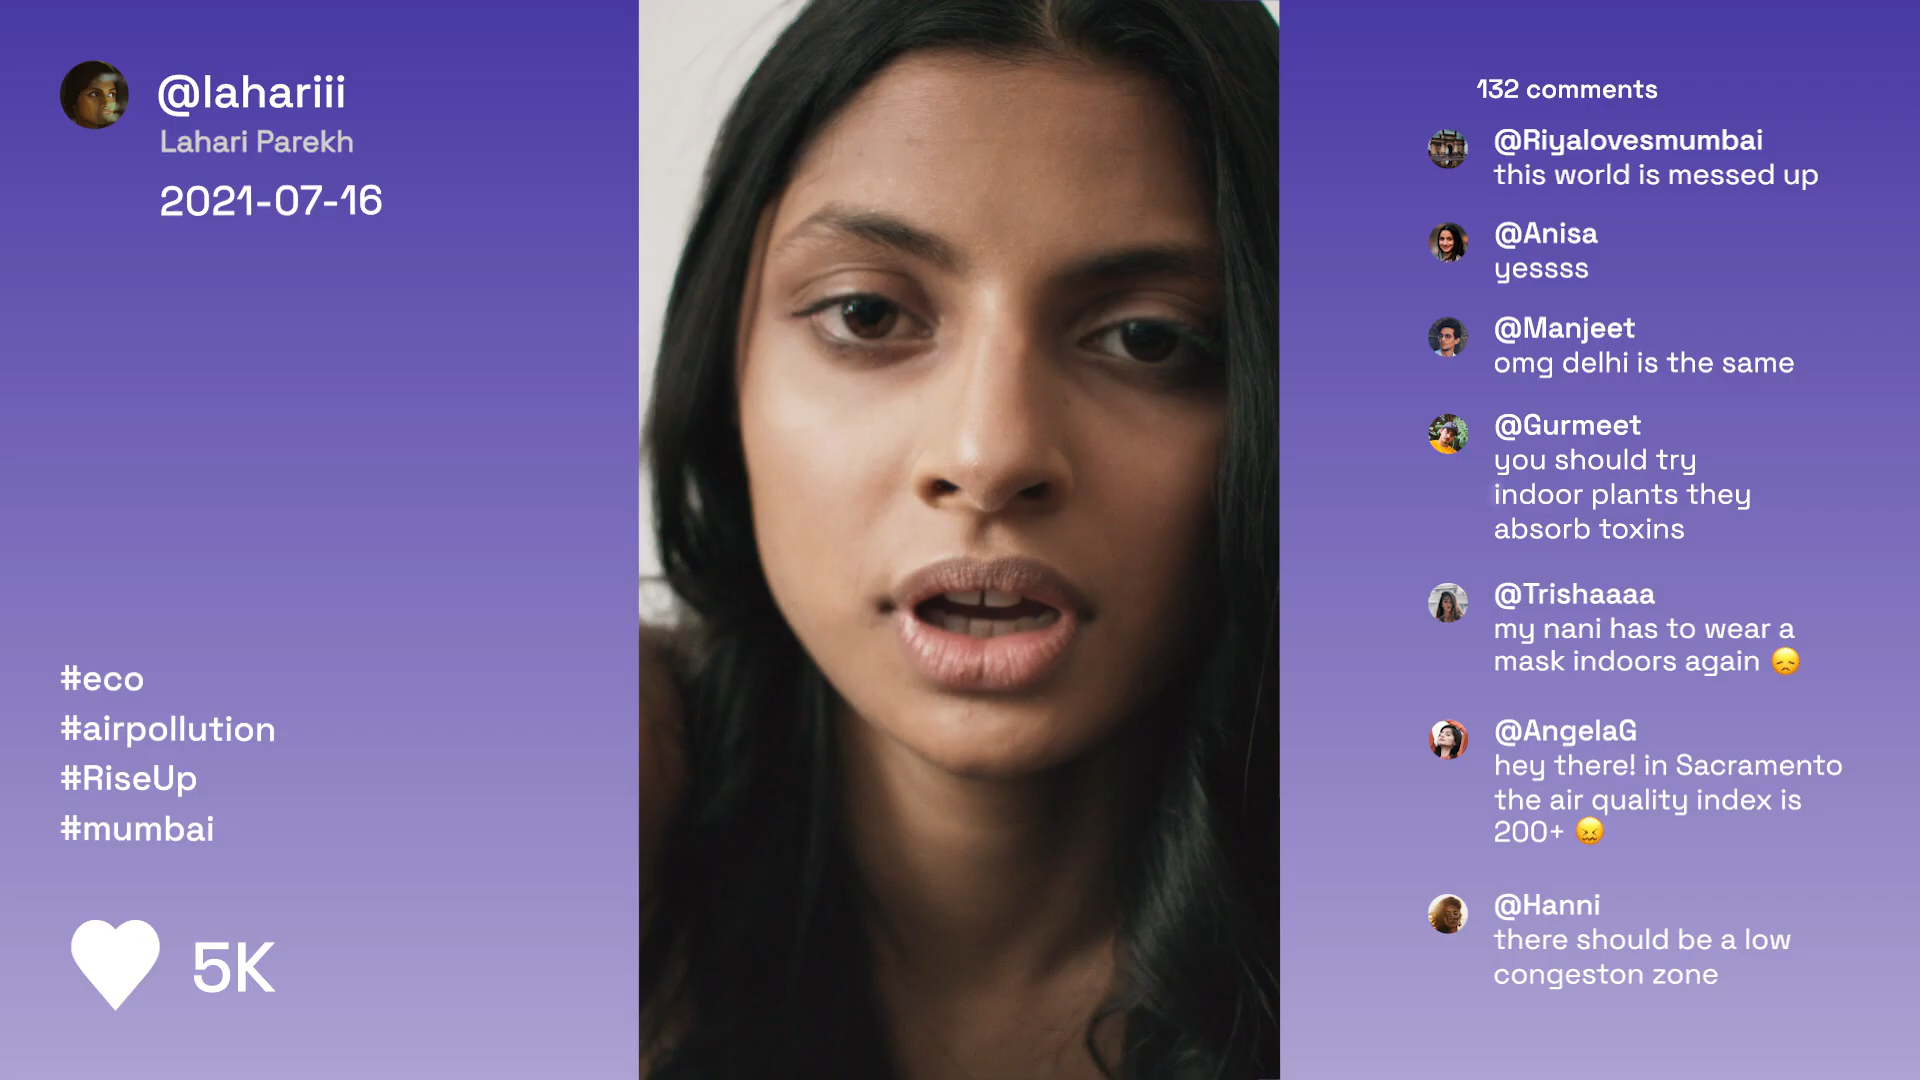 @lahariii
Lahari Parekh
2021-07-16
#eco
#airpollution
#RiseUp
#mumbai
5K
132 comments
@Riyalovesmumbai
this world is messed up
@Anisa
yessss
@Manjeet
omg delhi is the same
@Gurmeet
you should try
indoor plants they
absorb toxins
@Trishaaaa
my nani has to wear a
mask indoors again 😞
@AngelaG
hey there! in Sacramento
the air quality index is
200+ 😖
@Hanni
there should be a low
congeston zone